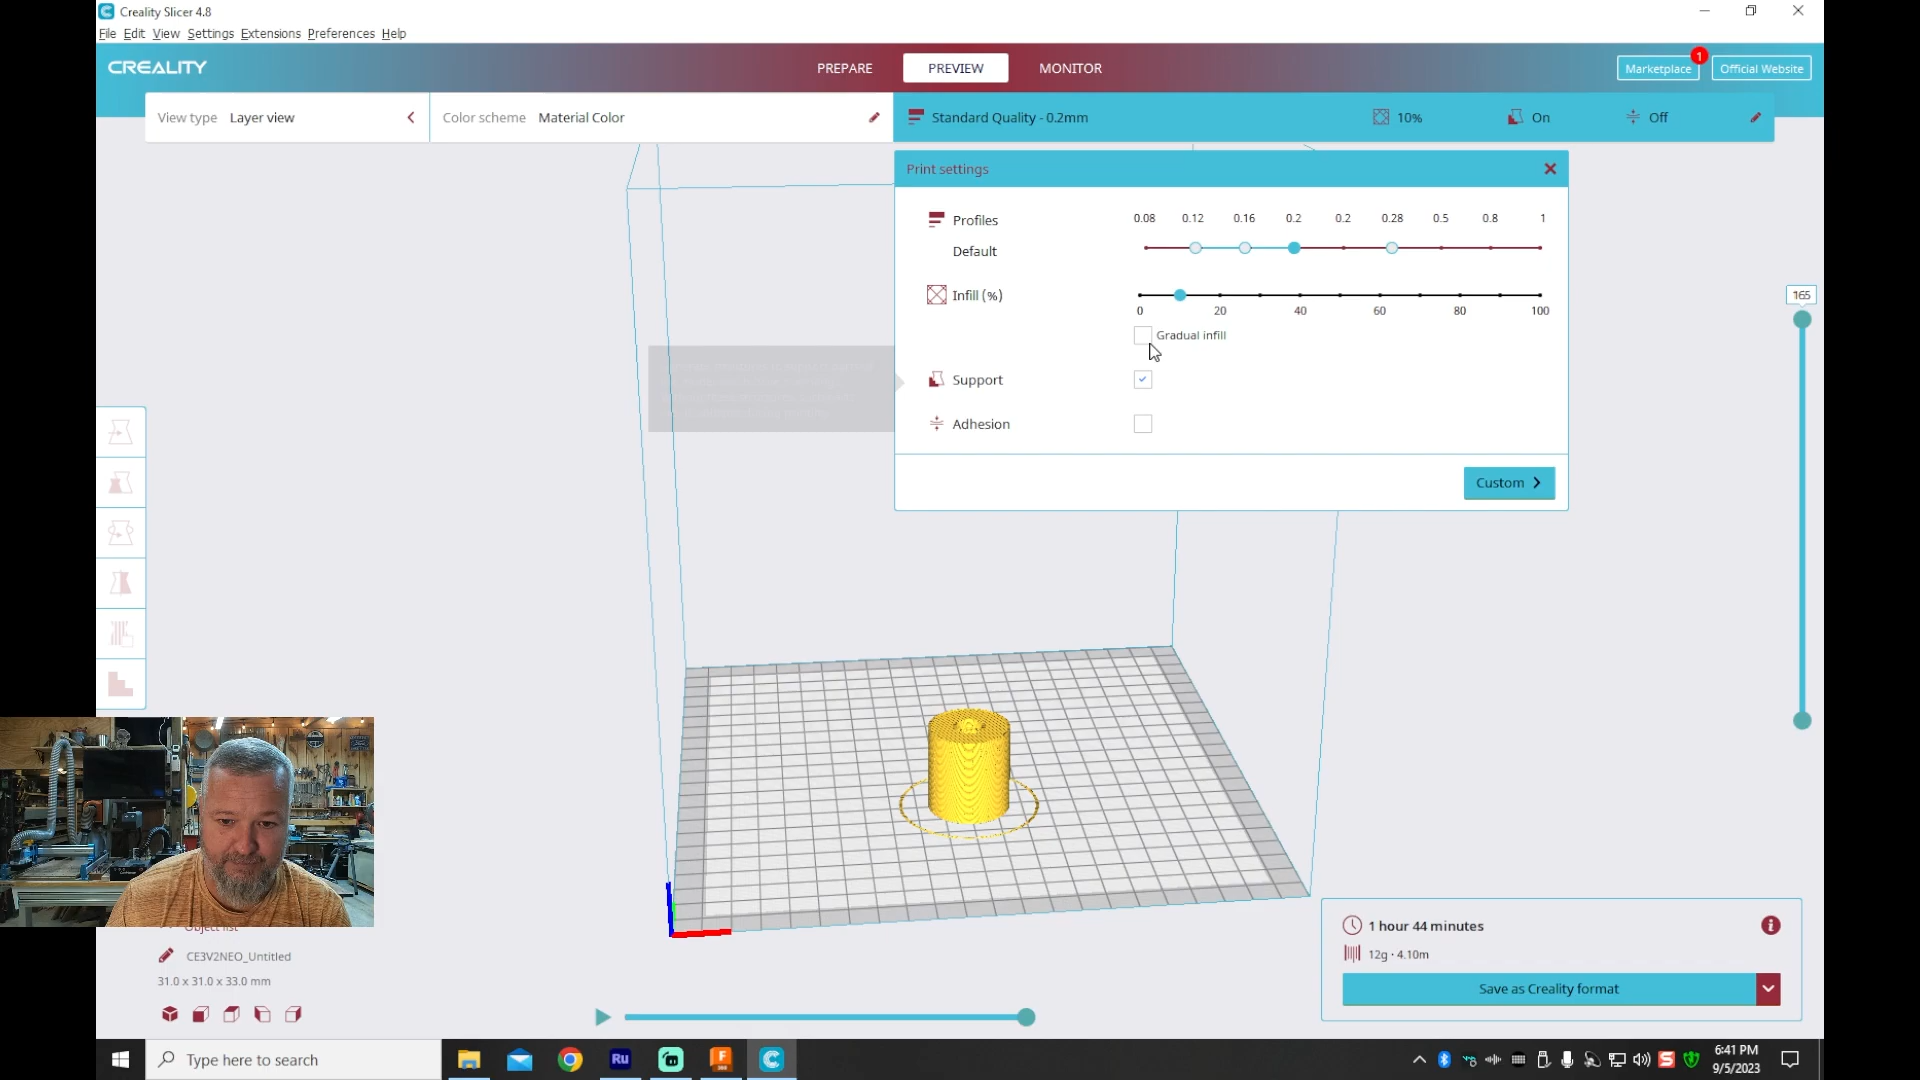 Creality Slicer 4.8
File Edit View Settings Extensions Preferences Help
CREALITY
PREPARE
PREVIEW
MONITOR
Marketplace
1
Official Website
View type Layer view
Color scheme Material Color
Standard Quality - 0.2mm
10%
On
Off
Print settings
Profiles
0.08 0.12 0.16 0.2 0.2 0.28 0.5 0.8 1
Default
Infill (%)
0 20 40 60 80 100
Gradual infill
Support
Adhesion
Custom
165
Object list
CE3V2NEO_Untitled
31.0 x 31.0 x 33.0 mm
1 hour 44 minutes
12g · 4.10m
Save as Creality format
Type here to search
Ru
F
6:41 PM
9/5/2023